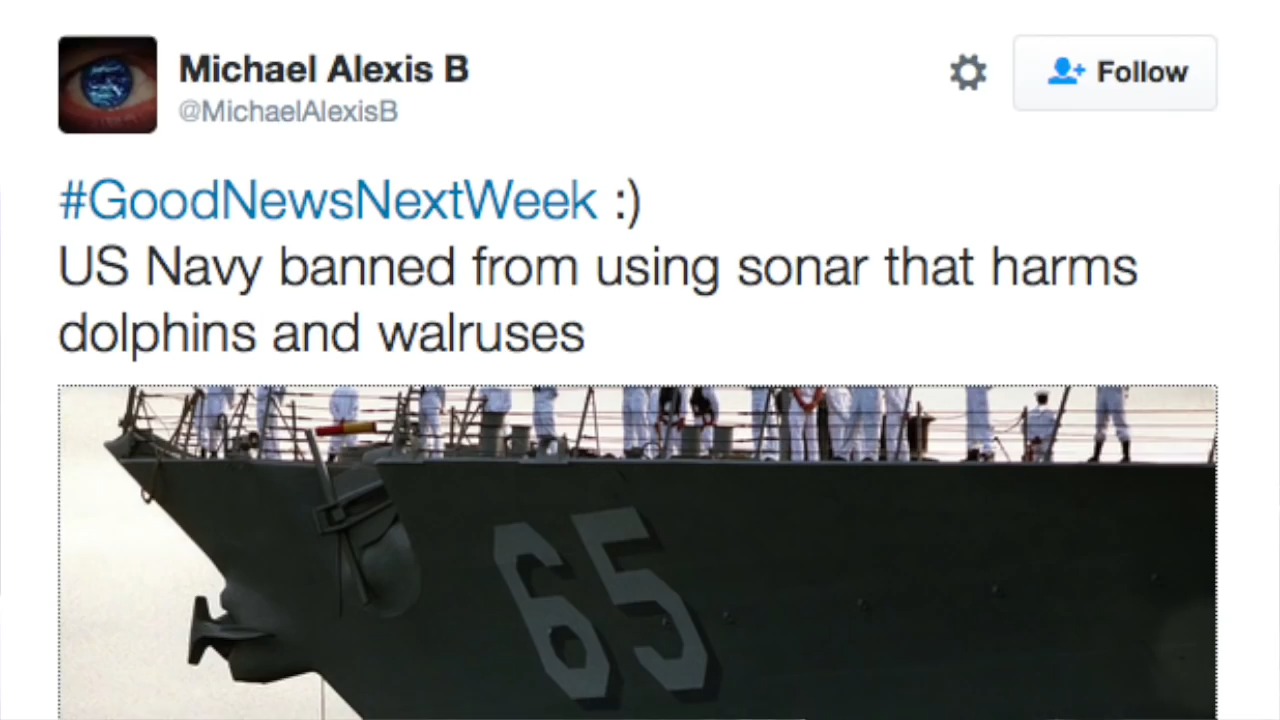 Michael Alexis B
@MichaelAlexisB
Follow
#GoodNewsNextWeek :)
US Navy banned from using sonar that harms
dolphins and walruses
65